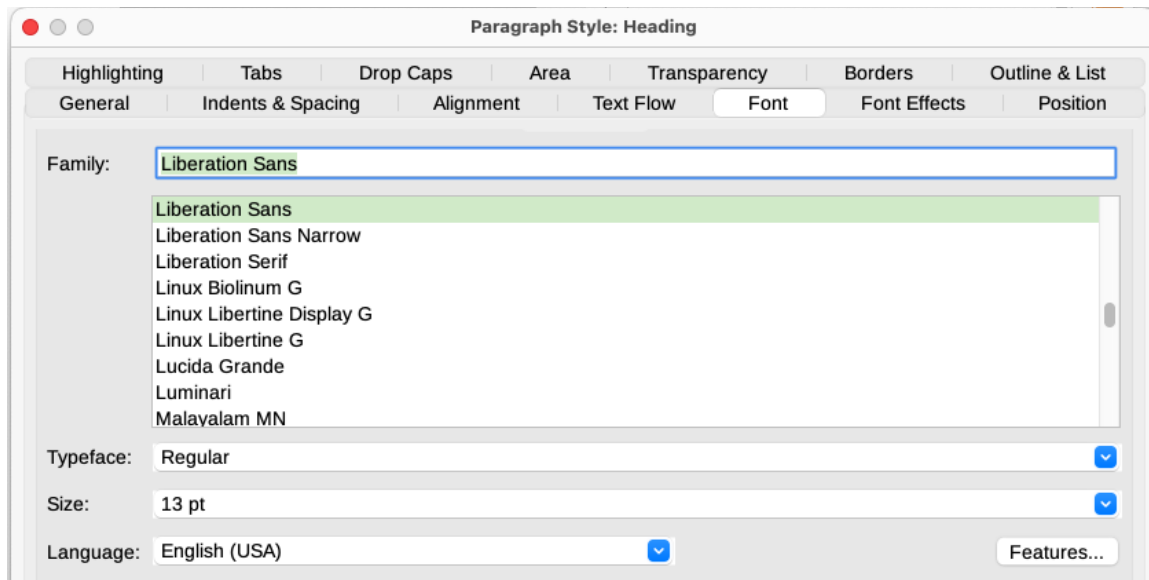 Paragraph Style: Heading
Highlighting Tabs Drop Caps Area Transparency Borders Outline & List
General Indents & Spacing Alignment Text Flow Font Font Effects Position
Family: Liberation Sans
Liberation Sans
Liberation Sans Narrow
Liberation Serif
Linux Biolinum G
Linux Libertine Display G
Linux Libertine G
Lucida Grande
Luminari
Malayalam MN
Typeface: Regular
Size: 13 pt
Language: English (USA) Features...